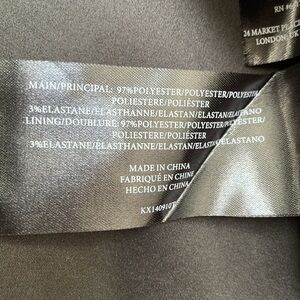 RN #
24 MARKET PL
LONDON, UK
MAIN/PRINCIPAL: 97%POLYESTER/POLYESTER/POLYESTER
POLIESTERE/POLIÉSTER
3%ELASTANE/ELASTHANNE/ELASTAN/ELASTAN/ELASTANO
LINING/DOUBLURE: 97%POLYESTER/POLYESTER/POLYESTER/
POLIESTERE/POLIÉSTER
3%ELASTANE/ELASTHANNE/ELASTAN/ELASTAN/ELASTANO
MADE IN CHINA
FABRIQUÉ EN CHINE
HECHO EN CHINA
KX140910T